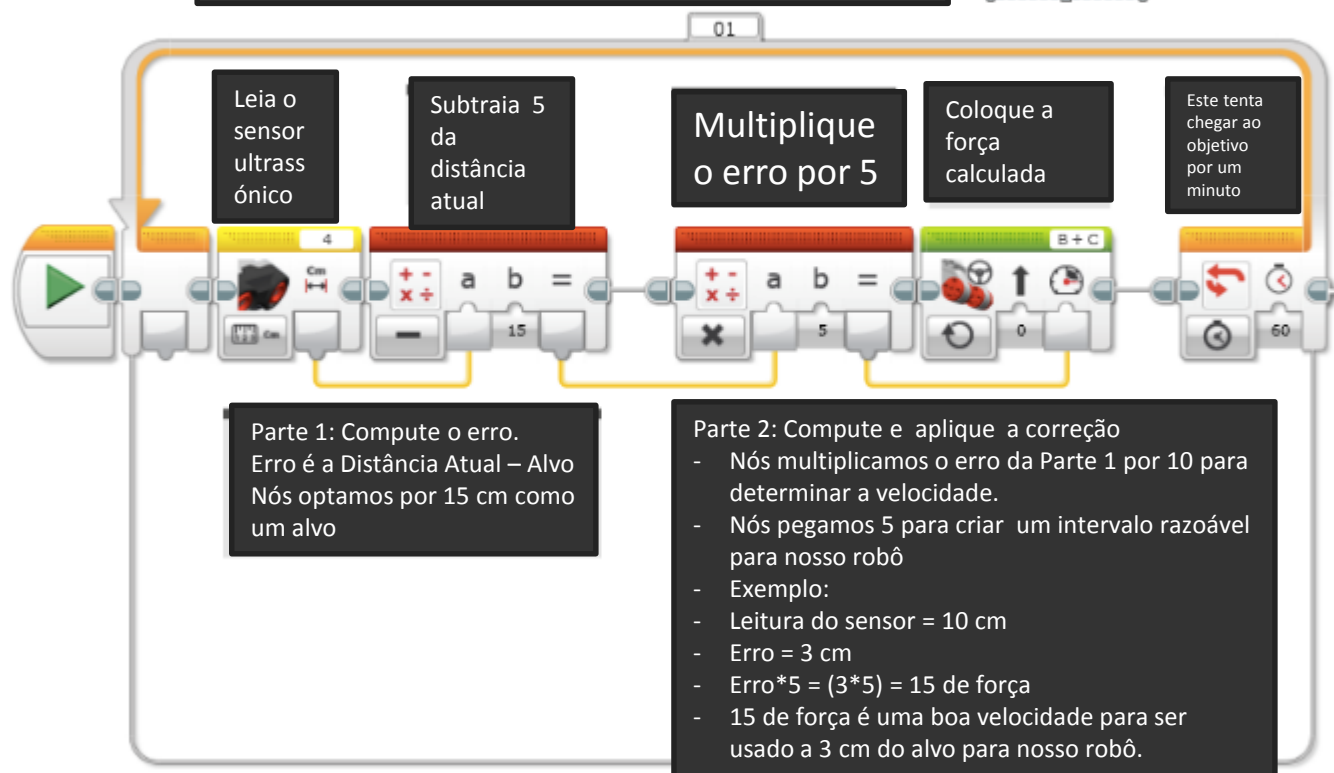 01
Leia o
sensor
ultrass
ónico
Subtraia 5
da
distância
atual
Multiplique
o erro por 5
Coloque a
força
calculada
Este tenta
chegar ao
objetivo
por um
minuto
4
Cm
Cm
a b =
15
a b =
5
B+C
0
60
Parte 1: Compute o erro.
Erro é a Distância Atual – Alvo
Nós optamos por 15 cm como
um alvo
Parte 2: Compute e aplique a correção
- Nós multiplicamos o erro da Parte 1 por 10 para
determinar a velocidade.
- Nós pegamos 5 para criar um intervalo razoável
para nosso robô
- Exemplo:
- Leitura do sensor = 10 cm
- Erro = 3 cm
- Erro*5 = (3*5) = 15 de força
- 15 de força é uma boa velocidade para ser
usado a 3 cm do alvo para nosso robô.